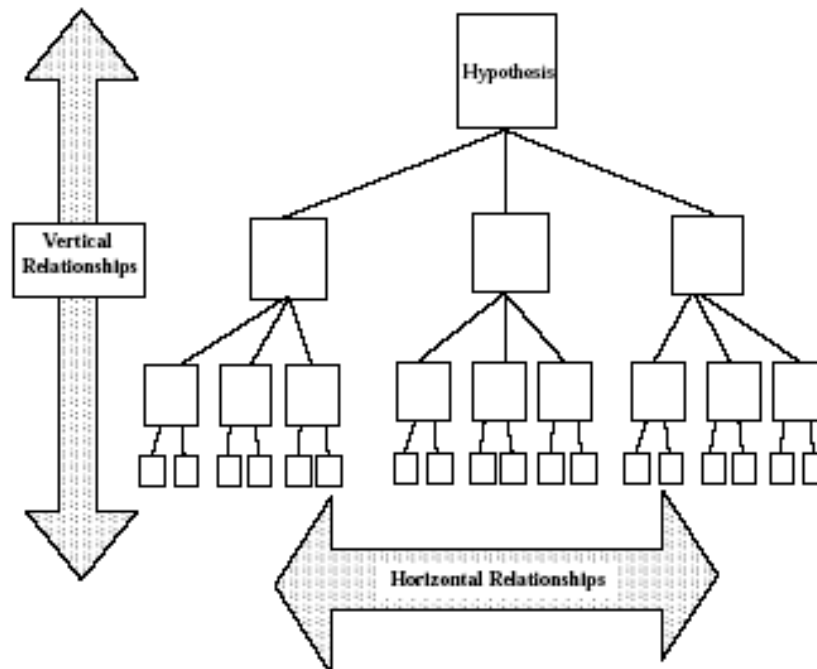 Hypothesis
Vertical
Relationships
Horizontal Relationships